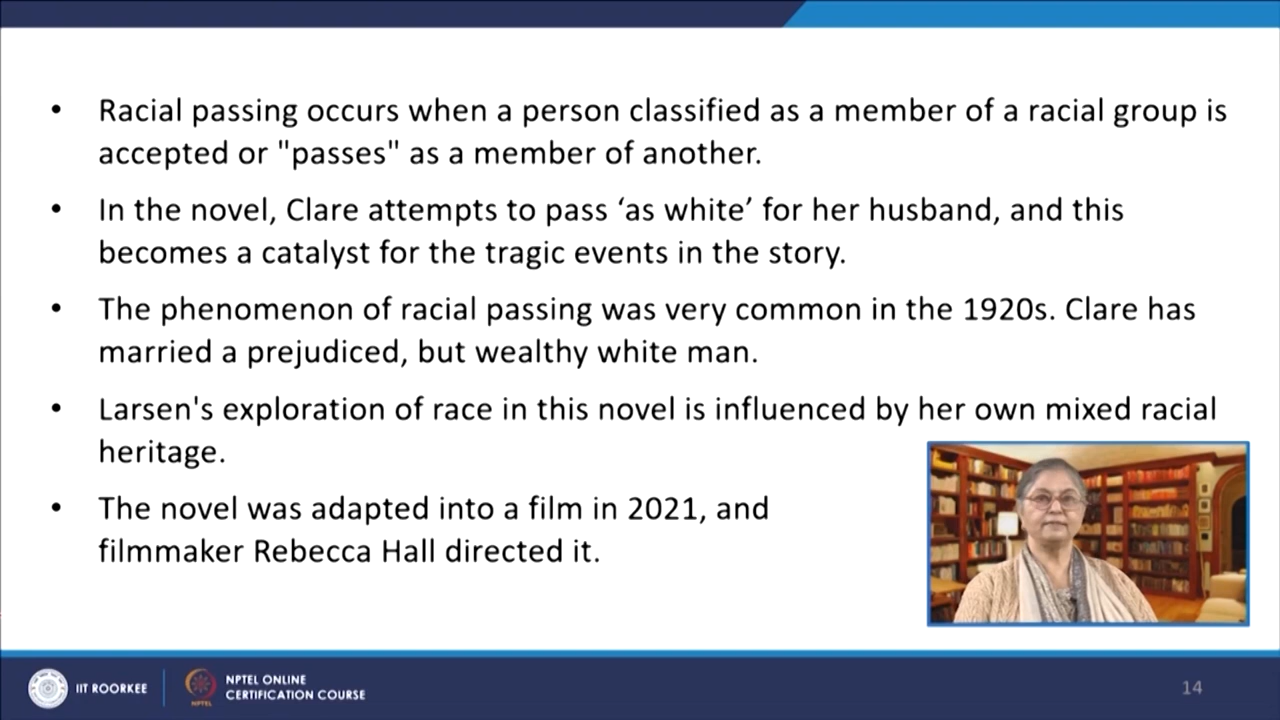 • Racial passing occurs when a person classified as a member of a racial group is
accepted or "passes" as a member of another.
• In the novel, Clare attempts to pass ‘as white’ for her husband, and this
becomes a catalyst for the tragic events in the story.
• The phenomenon of racial passing was very common in the 1920s. Clare has
married a prejudiced, but wealthy white man.
• Larsen's exploration of race in this novel is influenced by her own mixed racial
heritage.
• The novel was adapted into a film in 2021, and
filmmaker Rebecca Hall directed it.
IIT ROORKEE
NPTEL
NPTEL ONLINE
CERTIFICATION COURSE
14